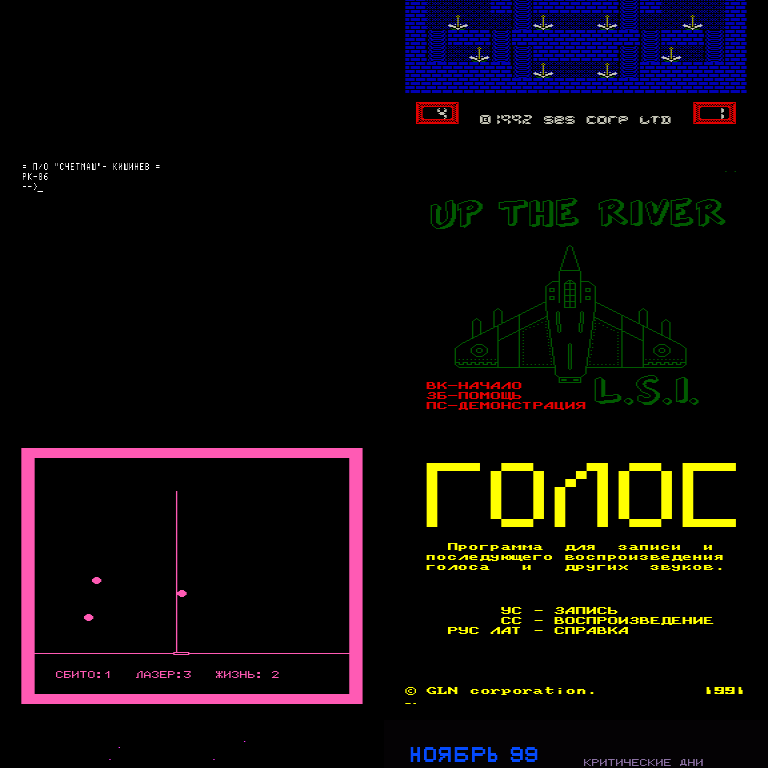 = П/О "СЧЕТМАШ"- КИШИНЕВ =
РК-86
-->_
4 1
© 1992 SES CORP LTD
UP THE RIVER
ВК-НАЧАЛО
ЗБ-ПОМОЩЬ
ПС-ДЕМОНСТРАЦИЯ
L.S.I.
СБИТО:1 ЛАЗЕР:3 ЖИЗНЬ: 2
ГОЛОС
Программа для записи и
последующего воспроизведения
голоса и других звуков.
УС - ЗАПИСЬ
СС - ВОСПРОИЗВЕДЕНИЕ
РУС ЛАТ - СПРАВКА
© GLN corporation. 1991
НОЯБРЬ 99
КРИТИЧЕСКИЕ ДНИ